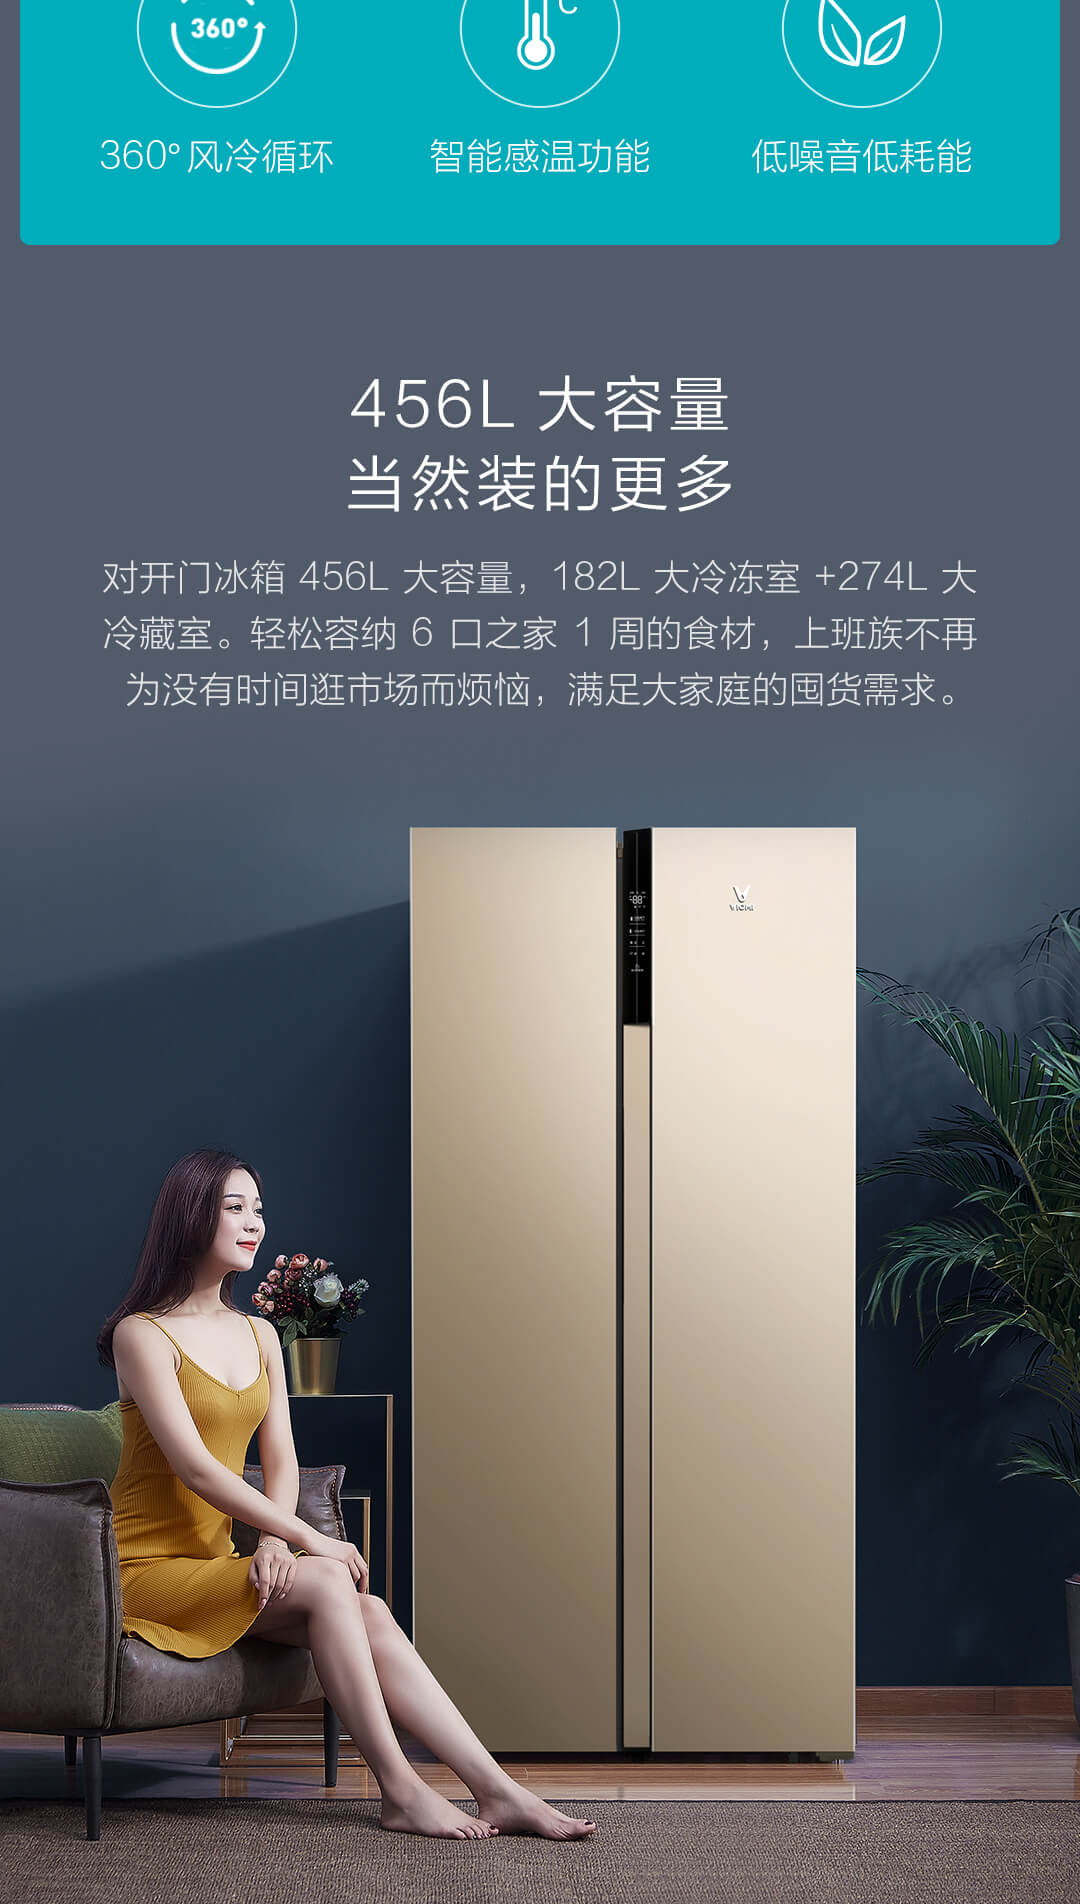 360°
℃
360°风冷循环
智能感温功能
低噪音低耗能
456L 大容量
当然装的更多
对开门冰箱 456L 大容量，182L 大冷冻室 +274L 大
冷藏室。轻松容纳 6 口之家 1 周的食材，上班族不再
为没有时间逛市场而烦恼，满足大家庭的囤货需求。
VIOMI
-88